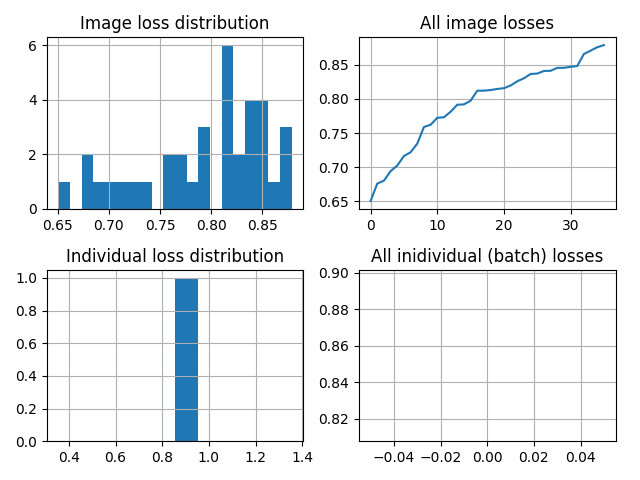 Image loss distribution
6
4
2
0
0.65 0.70 0.75 0.80 0.85
All image losses
0.85
0.80
0.75
0.70
0.65
0 10 20 30
Individual loss distribution
1.0
0.8
0.6
0.4
0.2
0.0
0.4 0.6 0.8 1.0 1.2 1.4
All inidividual (batch) losses
0.90
0.88
0.86
0.84
0.82
−0.04 −0.02 0.00 0.02 0.04